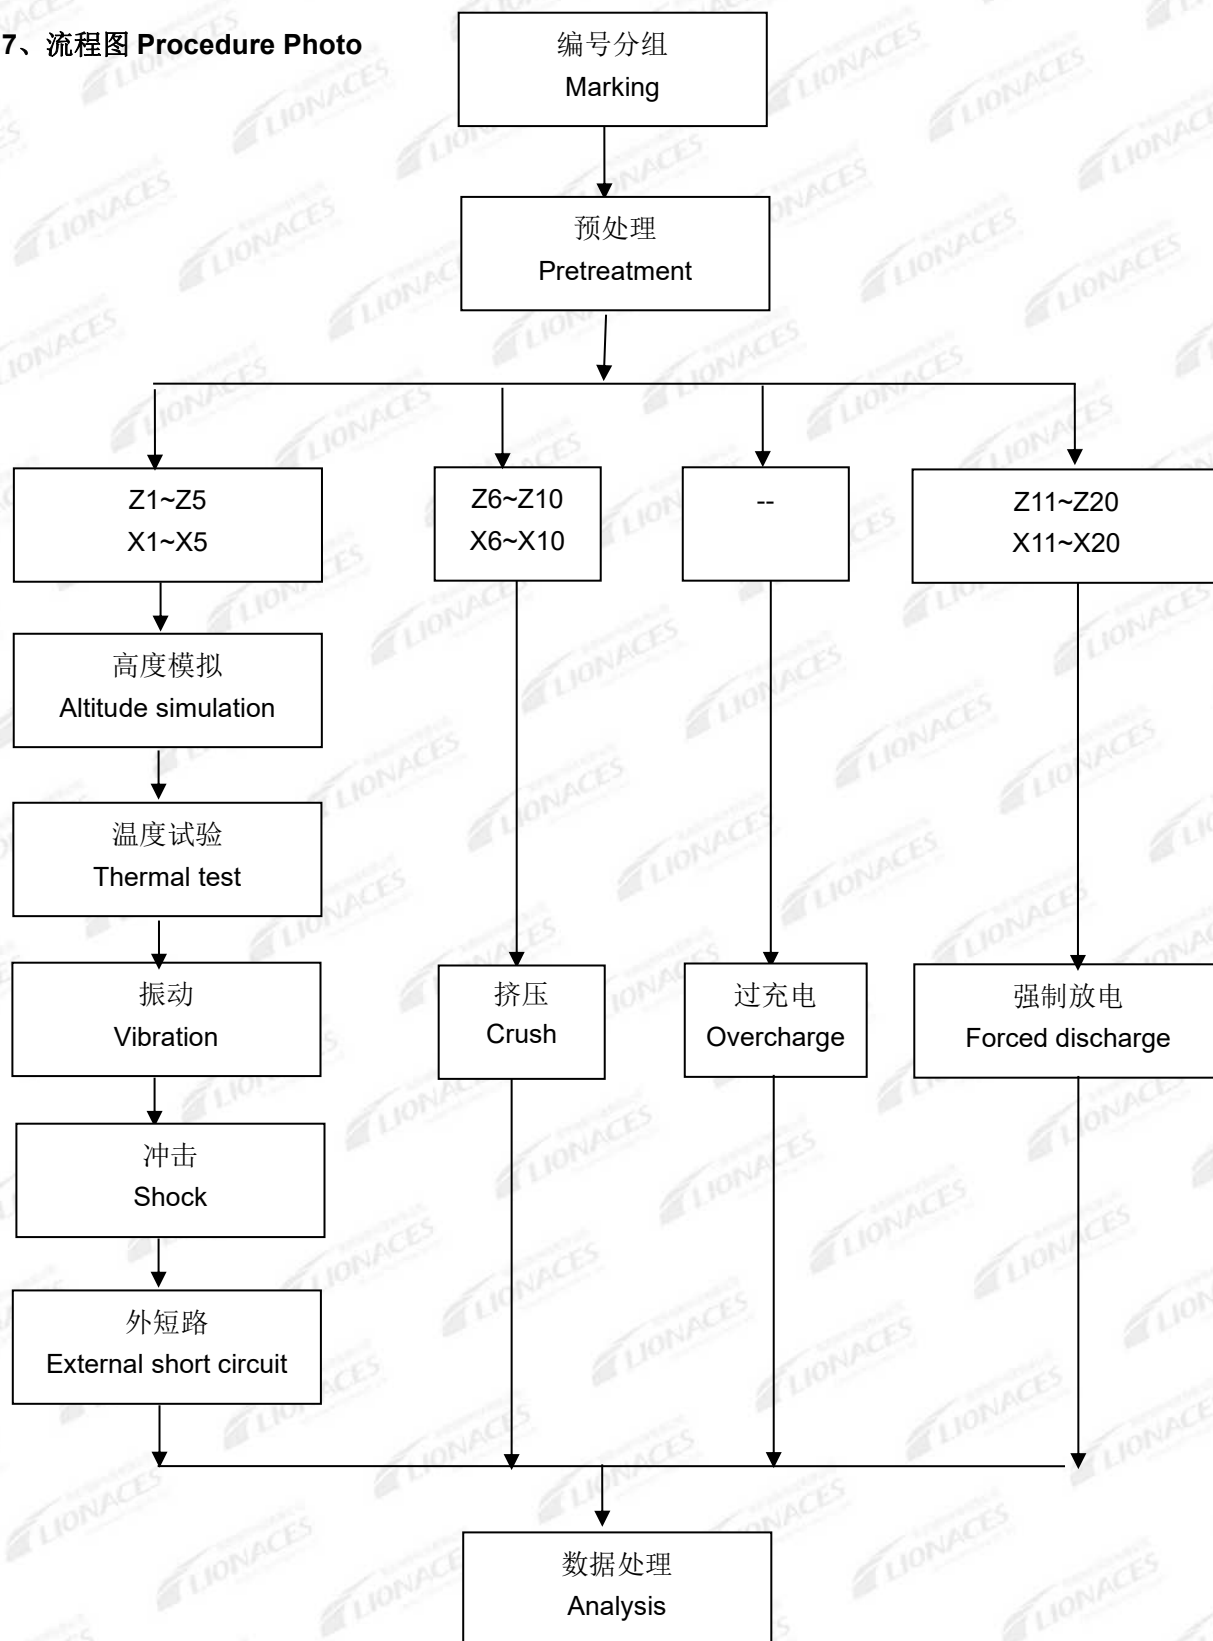 7、流程图 Procedure Photo
编号分组
Marking
预处理
Pretreatment
Z1~Z5
X1~X5
Z6~Z10
X6~X10
--
Z11~Z20
X11~X20
高度模拟
Altitude simulation
温度试验
Thermal test
振动
Vibration
挤压
Crush
过充电
Overcharge
强制放电
Forced discharge
冲击
Shock
外短路
External short circuit
数据处理
Analysis
LIONACES